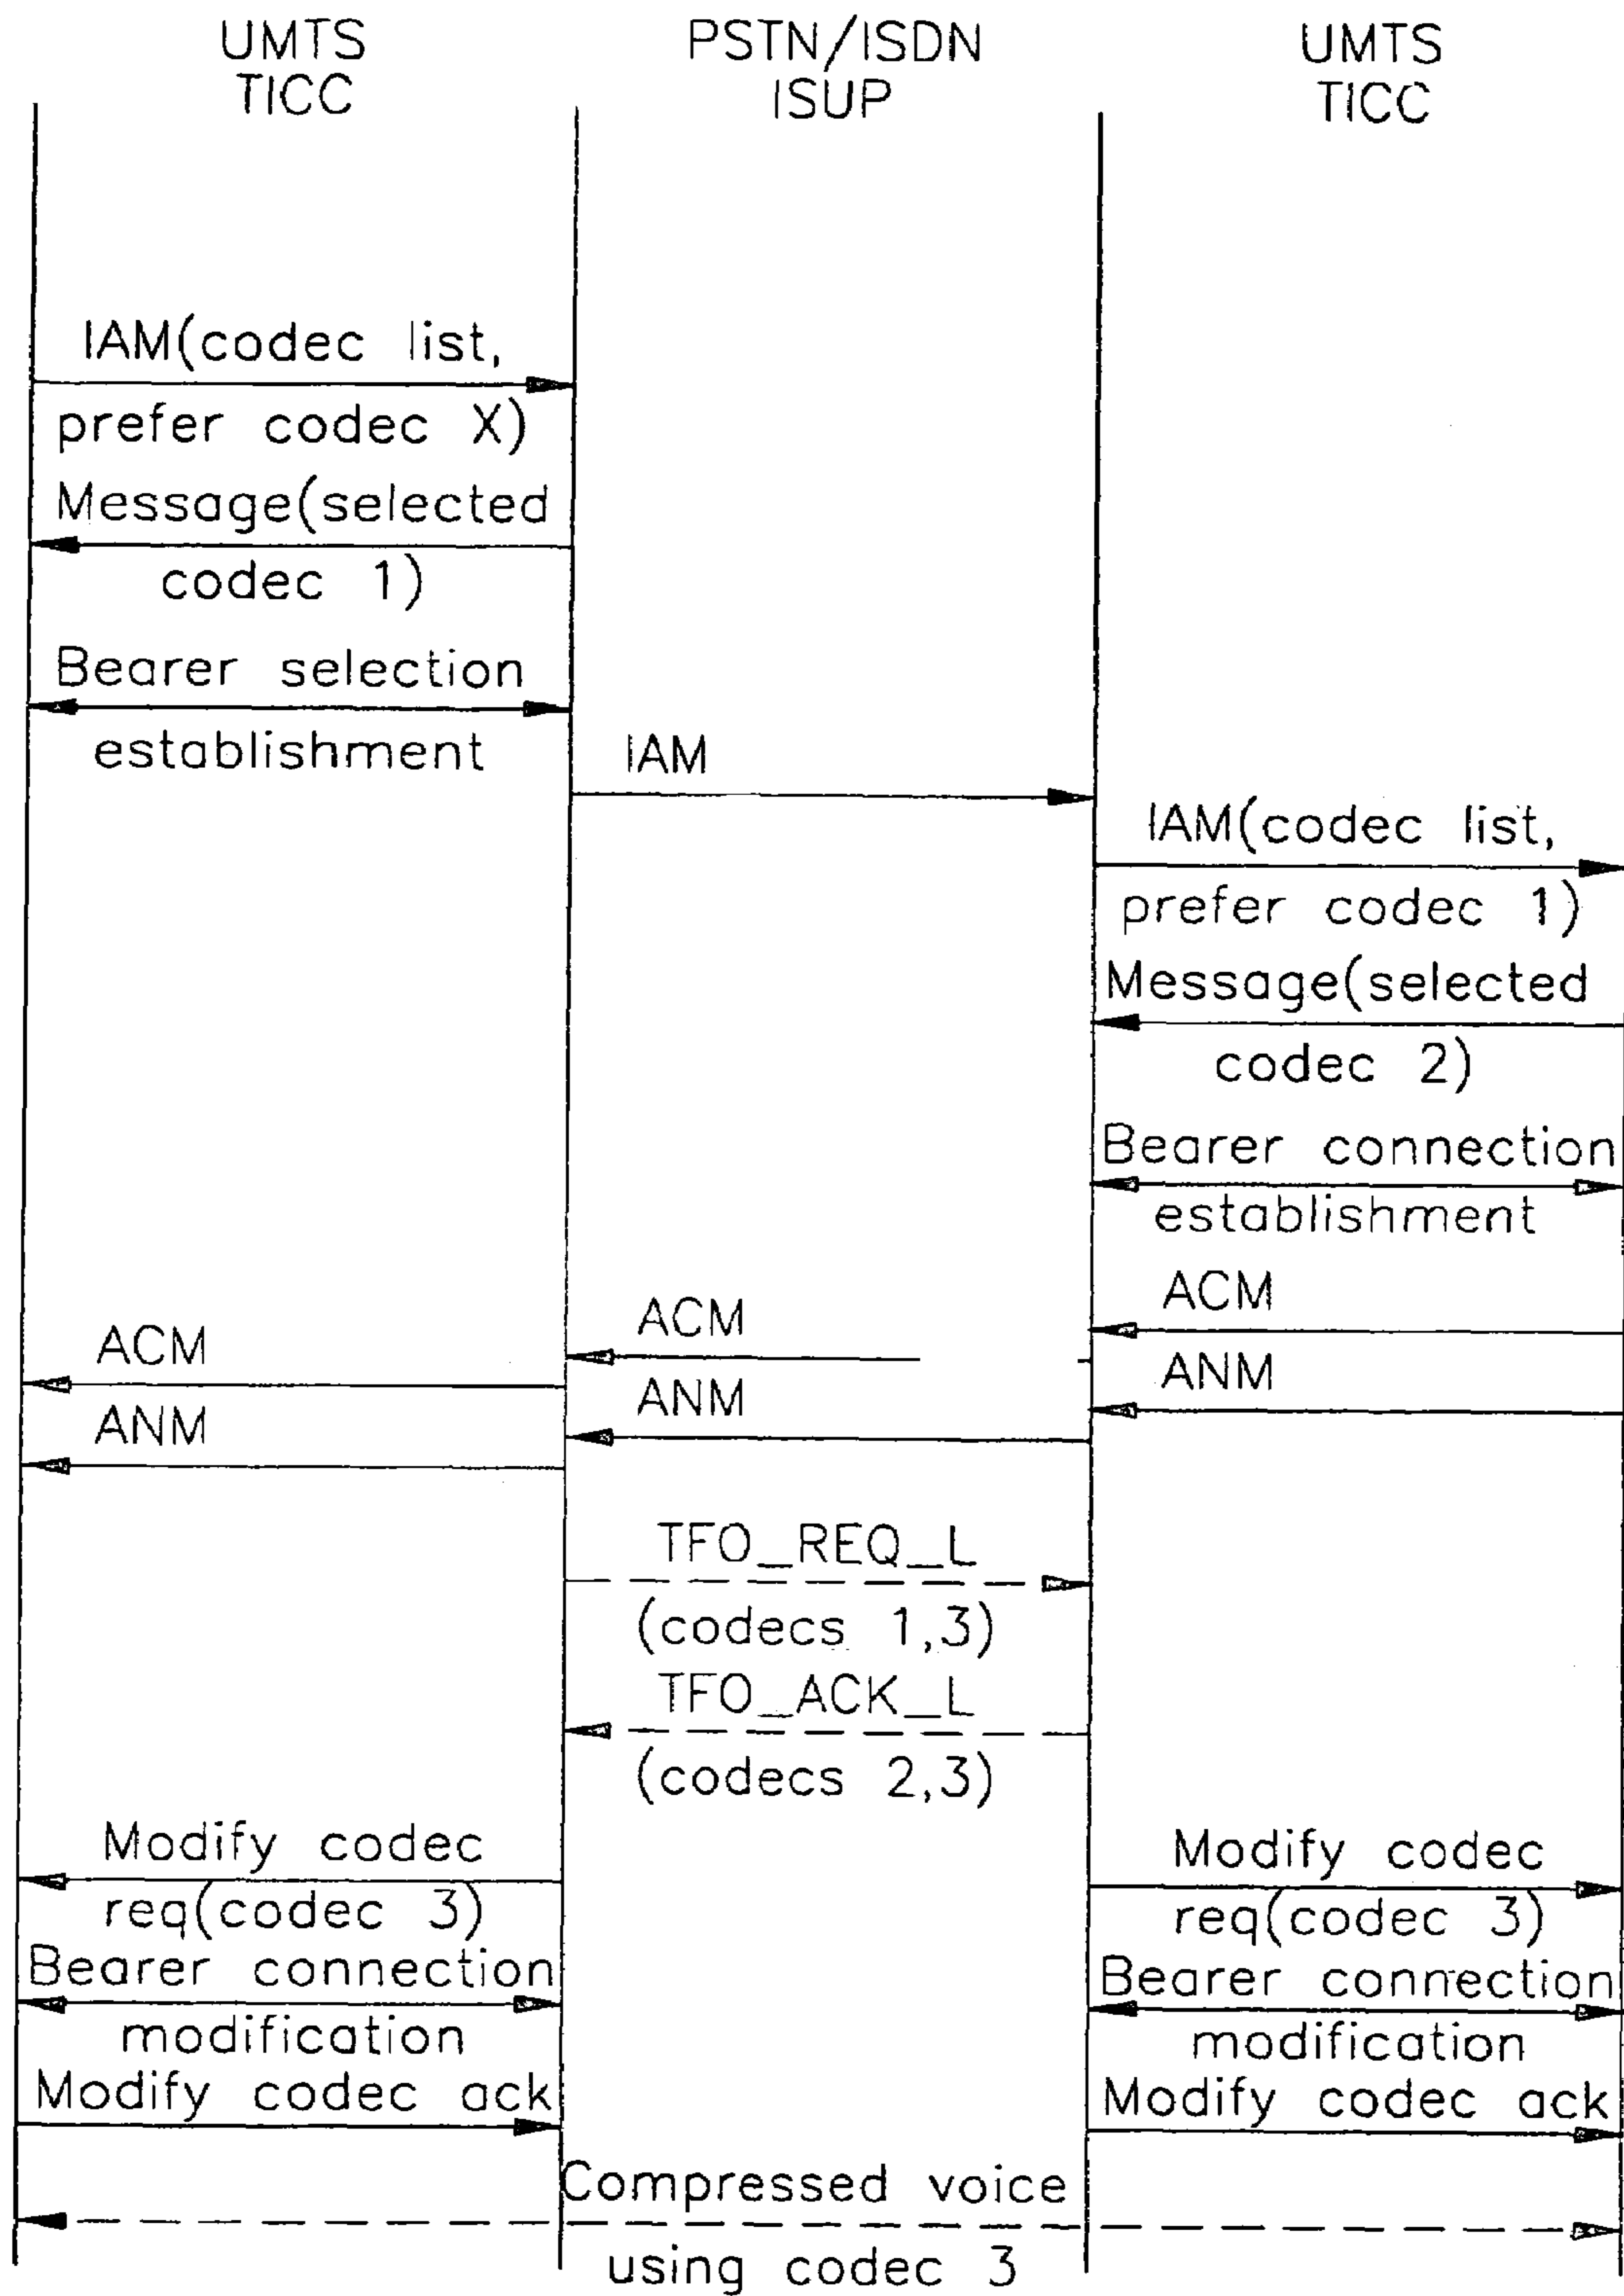 UMTS
TICC
PSTN/ISDN
ISUP
UMTS
TICC
IAM(codec list,
prefer codec X)
Message(selected
codec 1)
Bearer selection
establishment
IAM
IAM(codec list,
prefer codec 1)
Message(selected
codec 2)
Bearer connection
establishment
ACM
ACM
ACM
ANM
ANM
ANM
TFO_REQ_L
(codecs 1,3)
TFO_ACK_L
(codecs 2,3)
Modify codec
req(codec 3)
Bearer connection
modification
Modify codec ack
Modify codec
req(codec 3)
Bearer connection
modification
Modify codec ack
Compressed voice
using codec 3